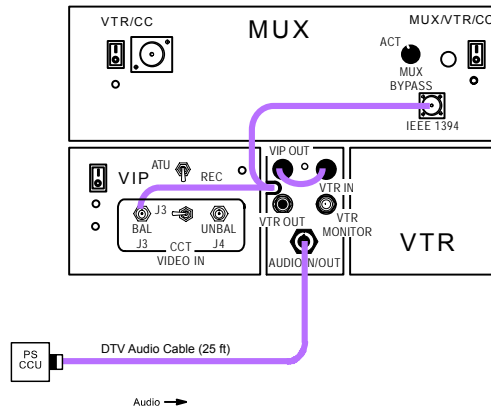 VTR/CC
MUX
MUX/VTR/CC
ACT
MUX
BYPASS
IEEE 1394
VIP
ATU
REC
J3
BAL
UNBAL
J3
CCT
J4
VIDEO IN
VIP OUT
VTR IN
VTR OUT
VTR
MONITOR
AUDIO IN/OUT
VTR
PS
CCU
DTV Audio Cable (25 ft)
Audio